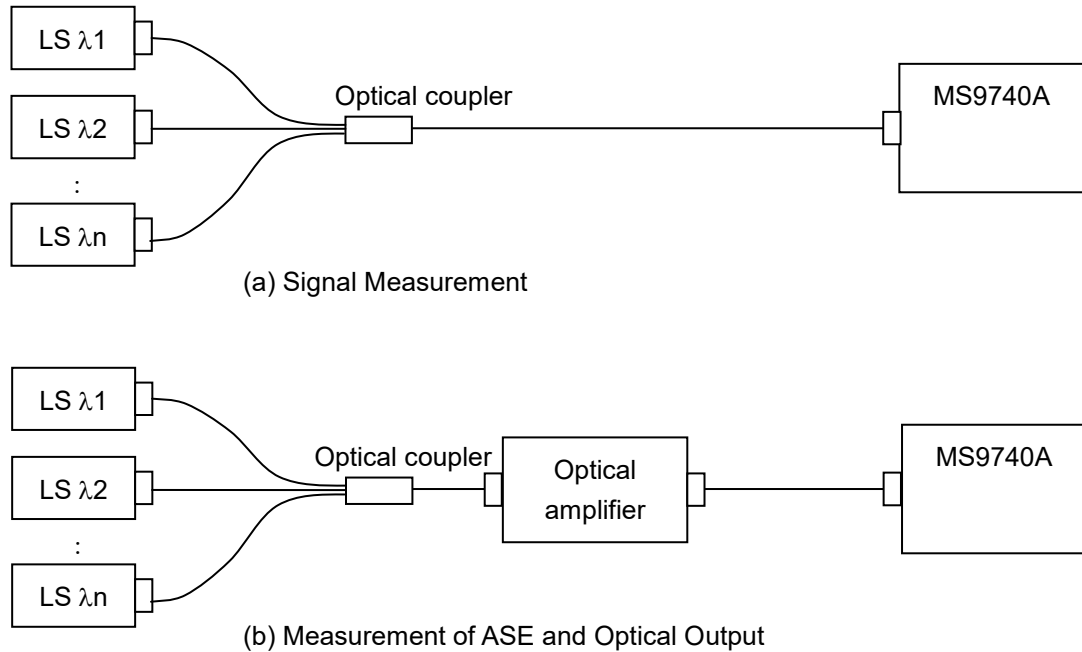 LS λ1
Optical coupler
MS9740A
LS λ2
:
LS λn
(a) Signal Measurement
LS λ1
Optical coupler
Optical
amplifier
MS9740A
LS λ2
:
LS λn
(b) Measurement of ASE and Optical Output